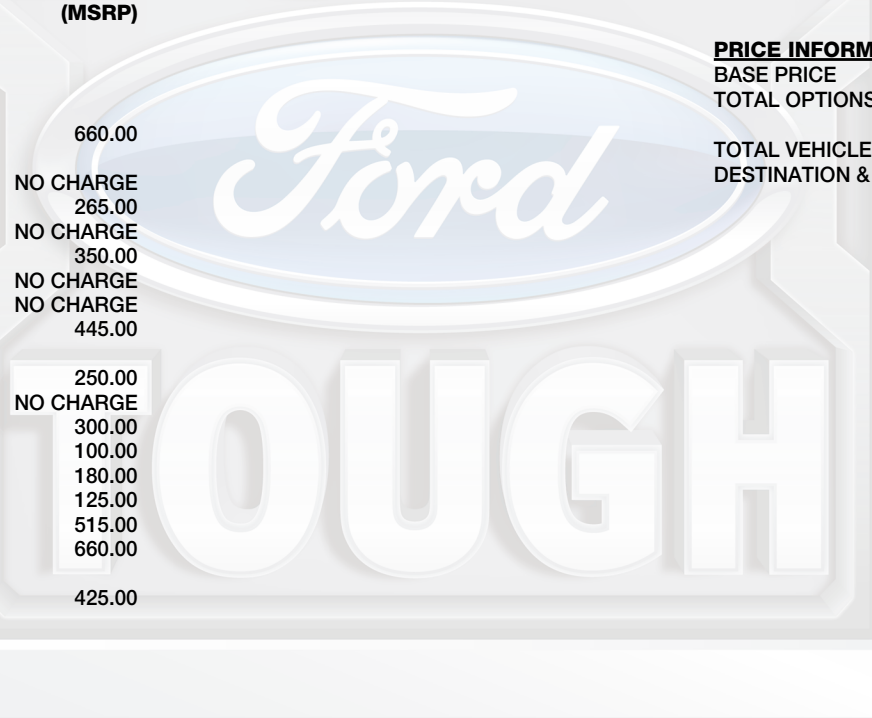 (MSRP)
660.00
NO CHARGE
265.00
NO CHARGE
350.00
NO CHARGE
NO CHARGE
445.00
250.00
NO CHARGE
300.00
100.00
180.00
125.00
515.00
660.00
425.00
PRICE INFORM
BASE PRICE
TOTAL OPTIONS
TOTAL VEHICLE
DESTINATION &
Ford
TOUGH